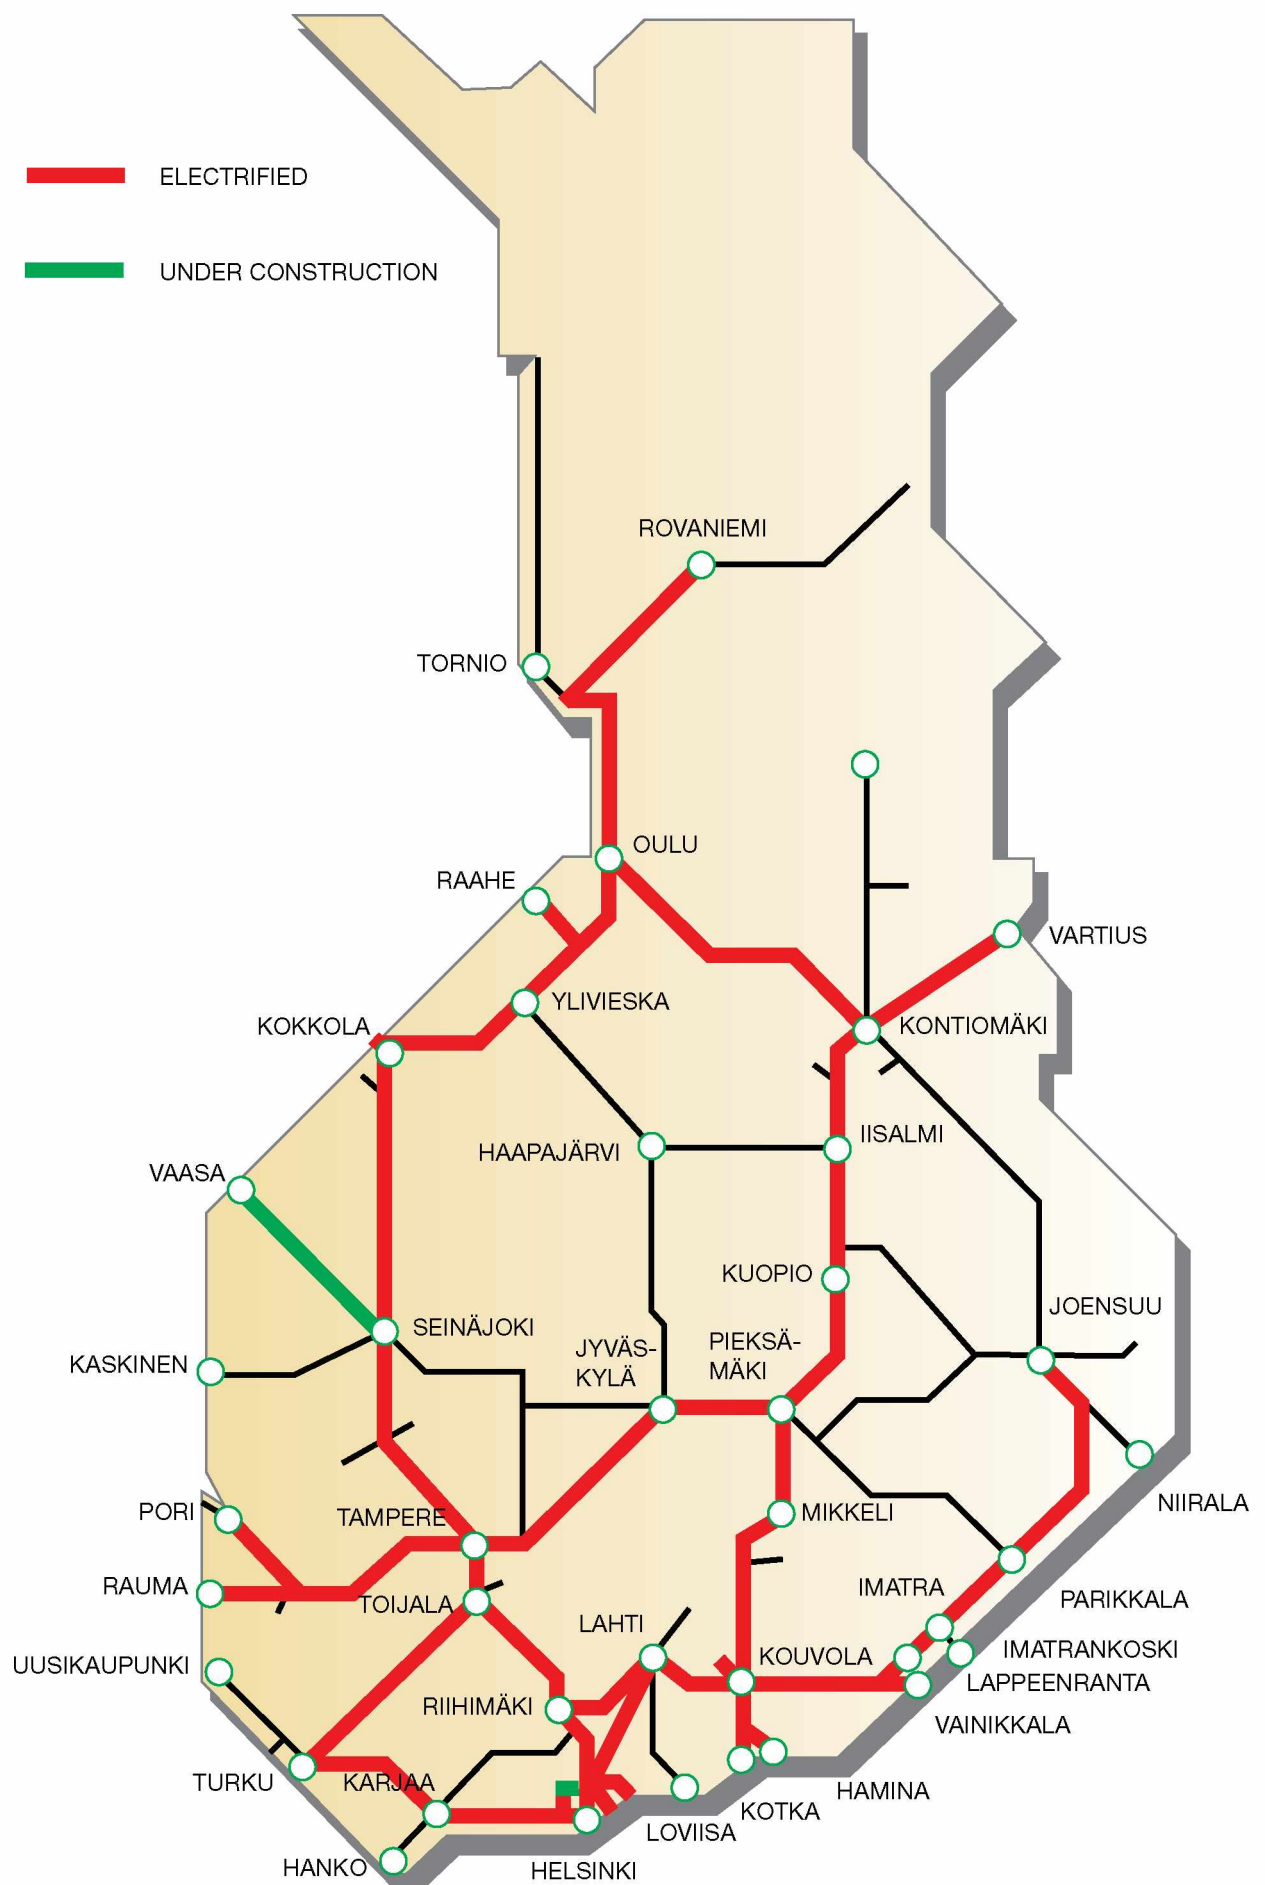 ELECTRIFIED
UNDER CONSTRUCTION
ROVANIEMI
TORNIO
OULU
RAAHE
VARTIUS
YLIVIESKA
KOKKOLA
KONTIOMÄKI
IISALMI
HAAPAJÄRVI
VAASA
KUOPIO
JOENSUU
SEINÄJOKI
JYVÄS-
KYLÄ
PIEKSÄ-
MÄKI
KASKINEN
NIIRALA
PORI
TAMPERE
MIKKELI
RAUMA
TOIJALA
IMATRA
PARIKKALA
LAHTI
IMATRANKOSKI
UUSIKAUPUNKI
KOUVOLA
LAPPEENRANTA
RIIHIMÄKI
VAINIKKALA
TURKU
KARJAA
HAMINA
KOTKA
LOVIISA
HANKO
HELSINKI